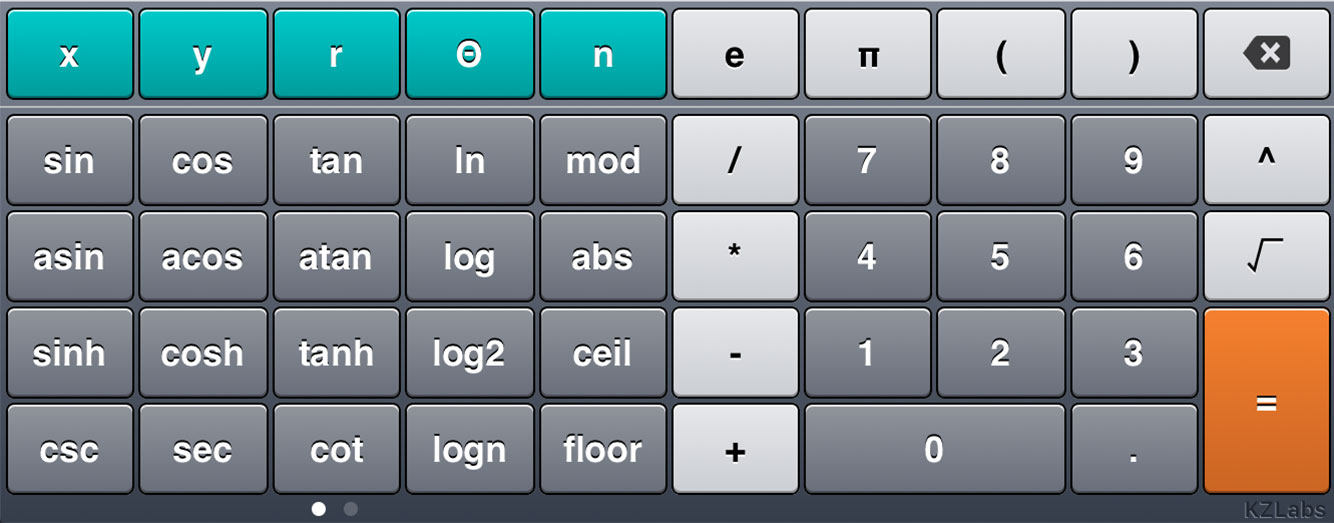 x y r Θ n e π ( )
sin cos tan ln mod / 7 8 9 ^
asin acos atan log abs * 4 5 6 √
sinh cosh tanh log2 ceil - 1 2 3 =
csc sec cot logn floor + 0 .
KZLabs